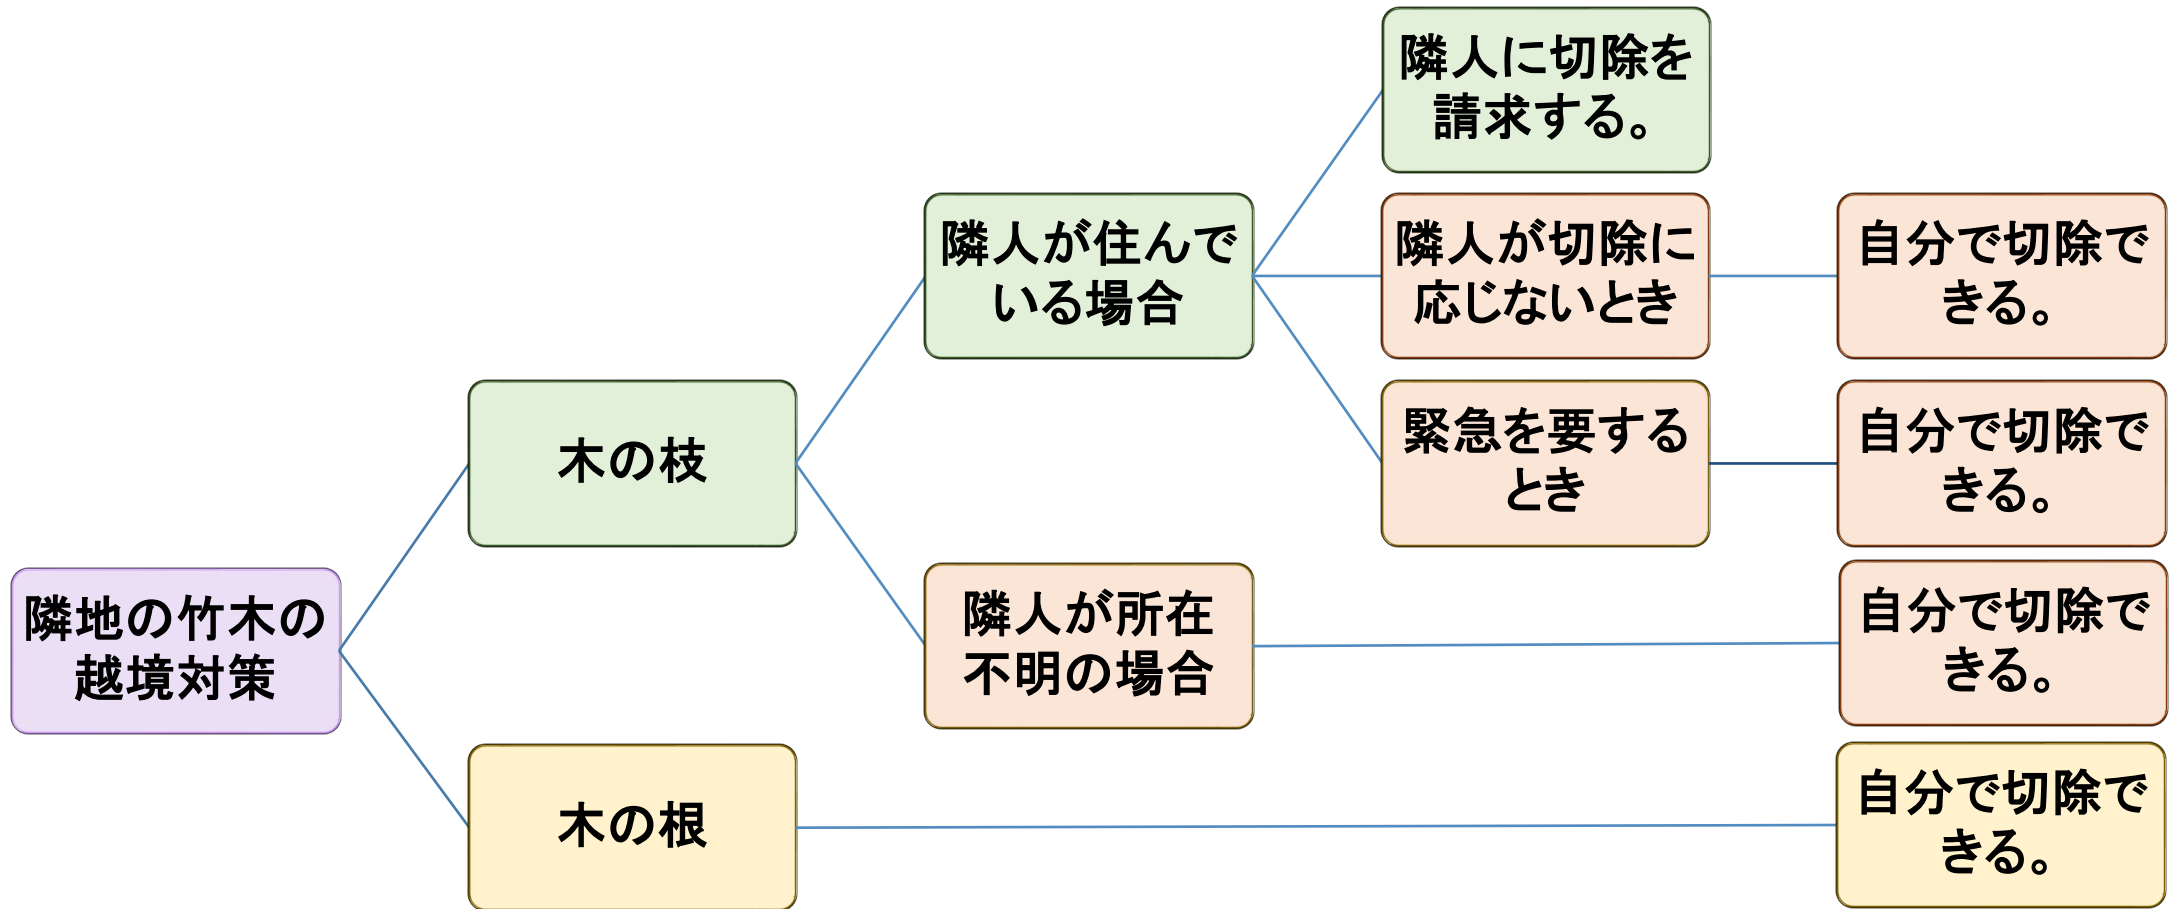 隣人に切除を
請求する。
隣人が住んで
いる場合
隣人が切除に
応じないとき
自分で切除で
きる。
木の枝
緊急を要する
とき
自分で切除で
きる。
隣地の竹木の
越境対策
隣人が所在
不明の場合
自分で切除で
きる。
木の根
自分で切除で
きる。